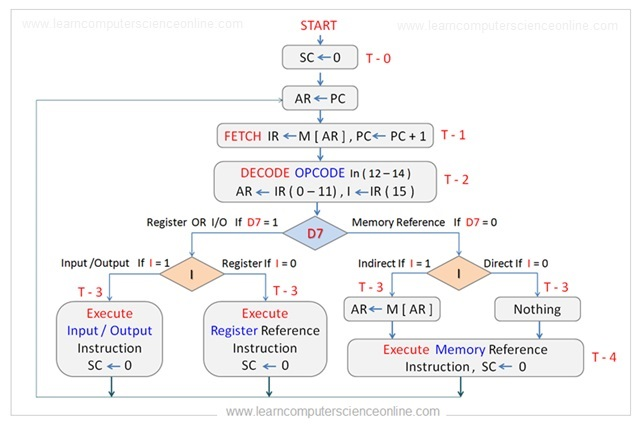 www.learncomputerscienceonline.com
www.learncomputerscienceonline.com
START
SC ← 0
T - 0
AR ← PC
FETCH IR ← M [ AR ] , PC ← PC + 1
T - 1
DECODE OPCODE In ( 12 – 14 )
AR ← IR ( 0 – 11) , I ← IR ( 15 )
T - 2
Register OR I/O If D7 = 1
D7
Memory Reference If D7 = 0
Input /Output If I = 1
I
Register If I = 0
Indirect If I = 1
I
Direct If I = 0
T - 3
T - 3
T - 3
T - 3
Execute
Input / Output
Instruction
SC ← 0
Execute
Register Reference
Instruction
SC ← 0
AR ← M [ AR ]
Nothing
Execute Memory Reference
Instruction , SC ← 0
T - 4
www.learncomputerscienceonline.com